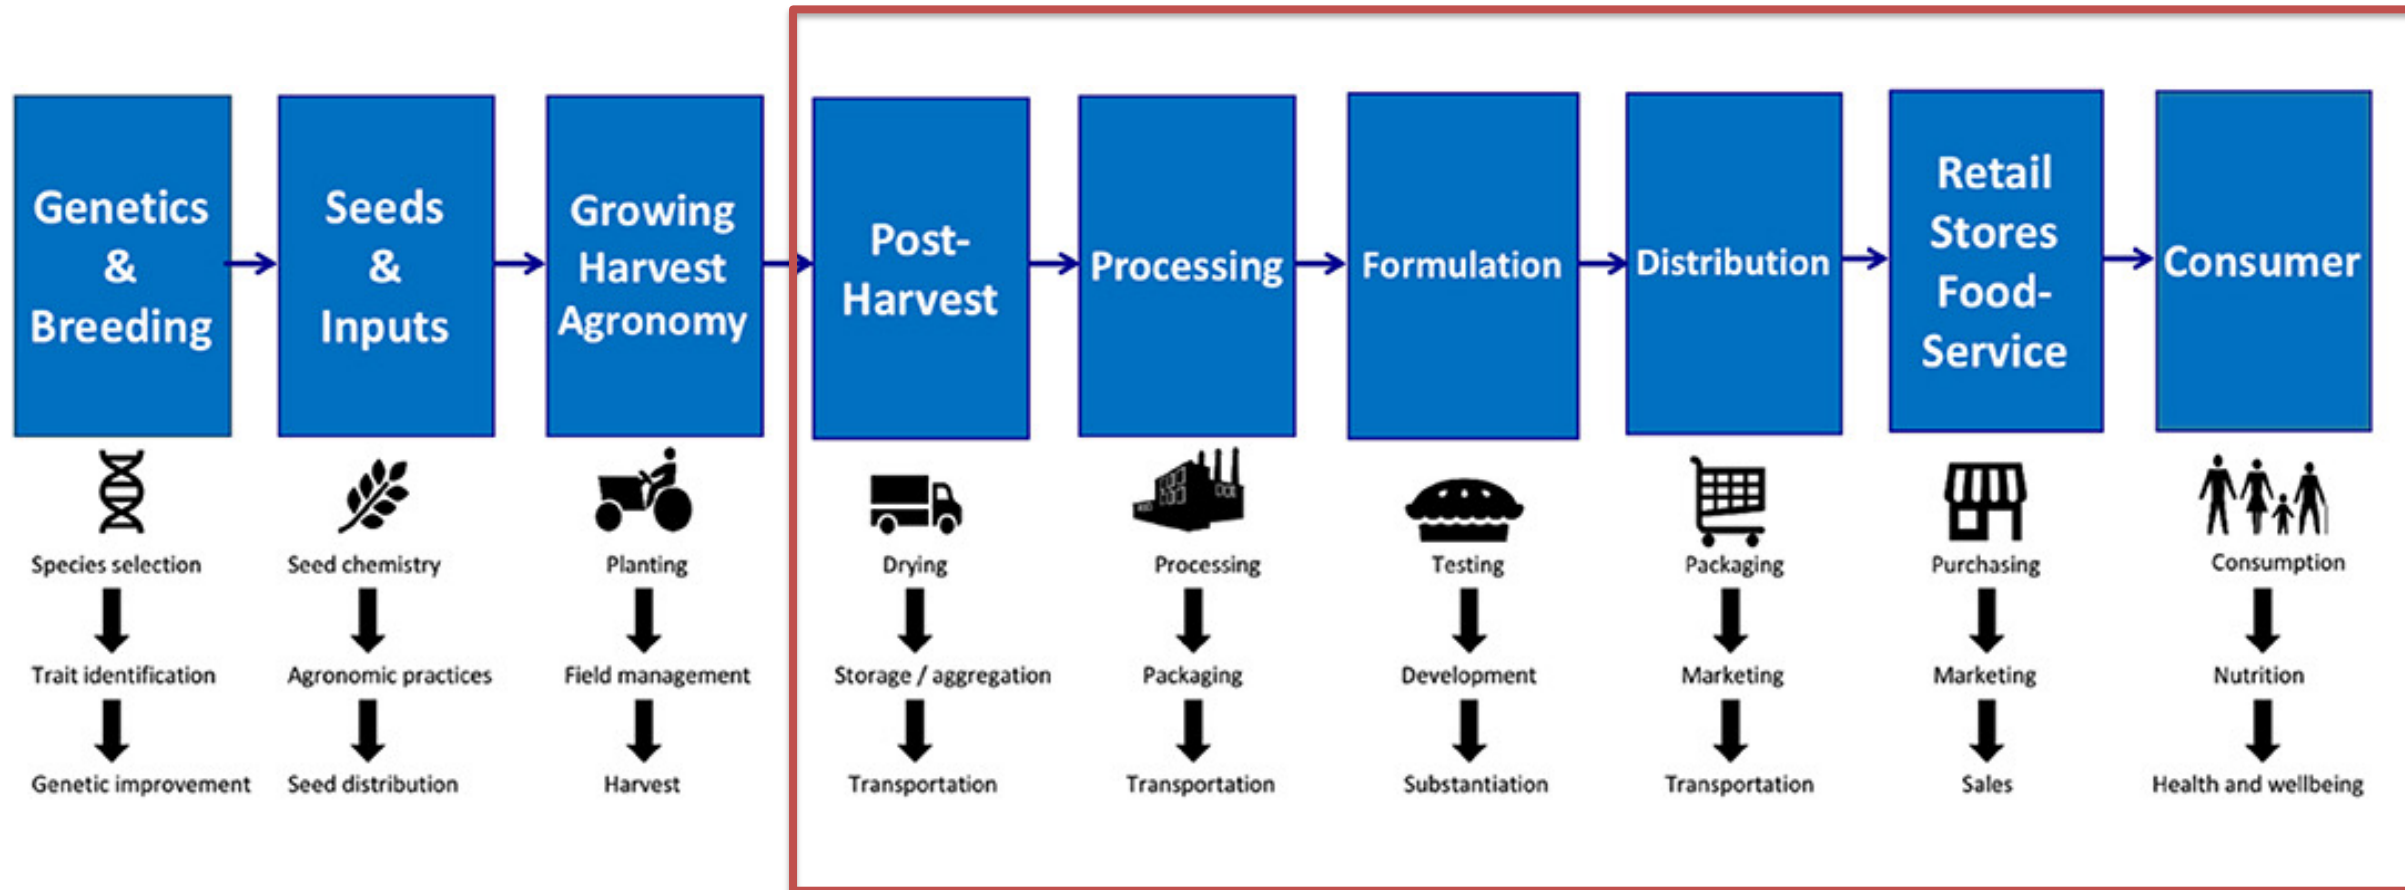 Genetics
&
Breeding
Seeds
&
Inputs
Growing
Harvest
Agronomy
Post-
Harvest
Processing
Formulation
Distribution
Retail
Stores
Food-
Service
Consumer
Species selection
Trait identification
Genetic improvement
Seed chemistry
Agronomic practices
Seed distribution
Planting
Field management
Harvest
Drying
Storage / aggregation
Transportation
Processing
Packaging
Transportation
Testing
Development
Substantiation
Packaging
Marketing
Transportation
Purchasing
Marketing
Sales
Consumption
Nutrition
Health and wellbeing